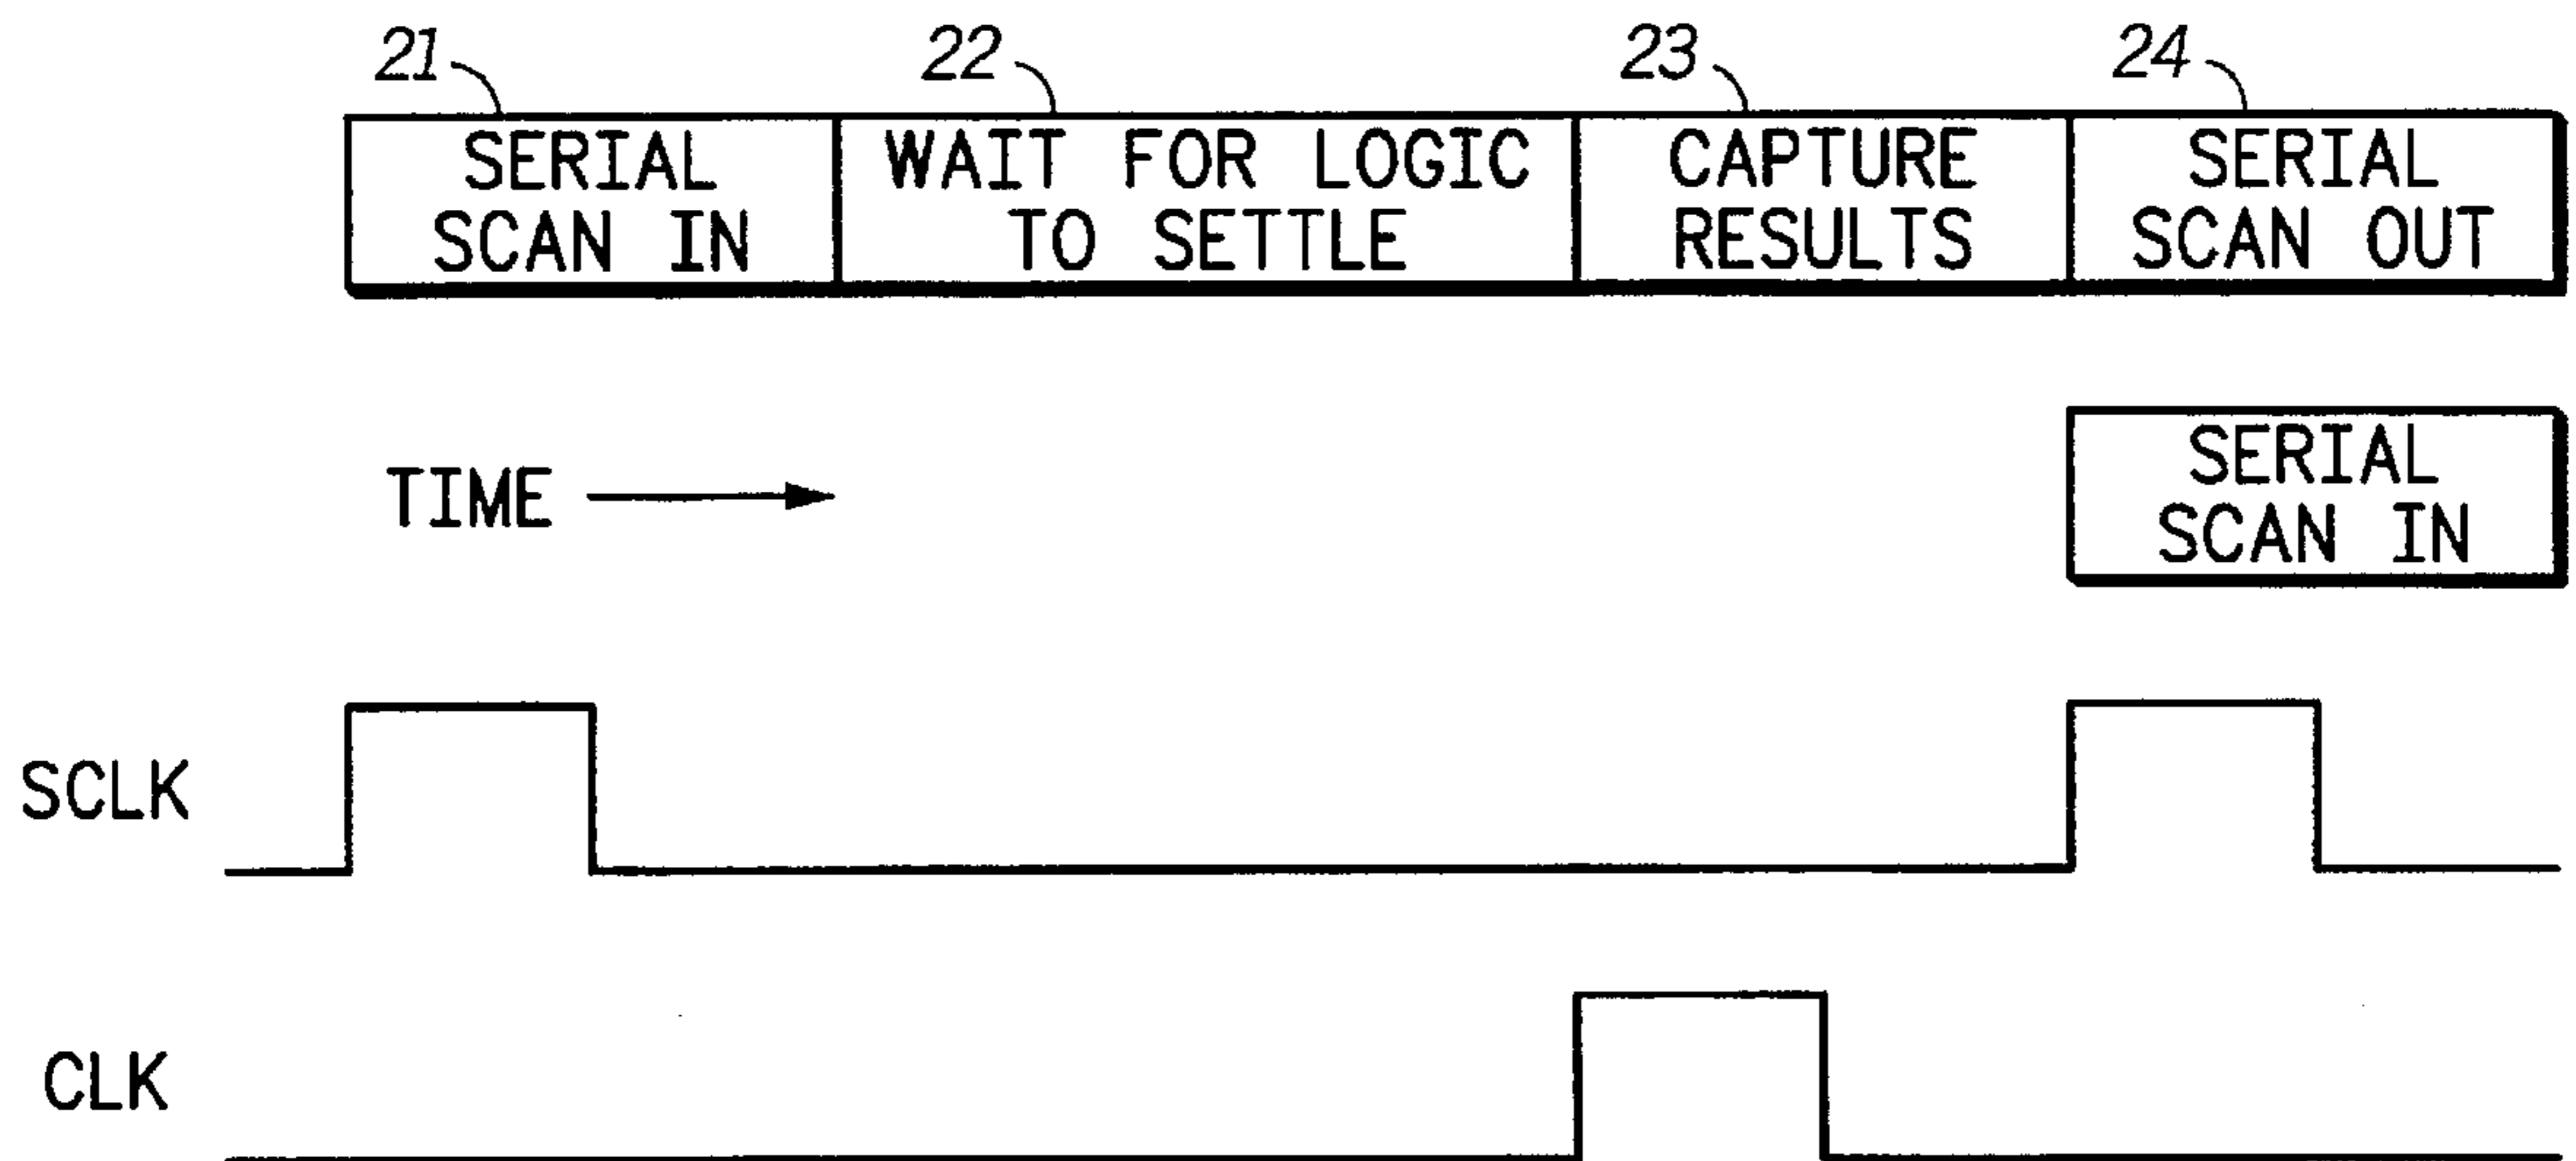 21 22 23 24
SERIAL
SCAN IN
WAIT FOR LOGIC
TO SETTLE
CAPTURE
RESULTS
SERIAL
SCAN OUT
TIME
SERIAL
SCAN IN
SCLK
CLK